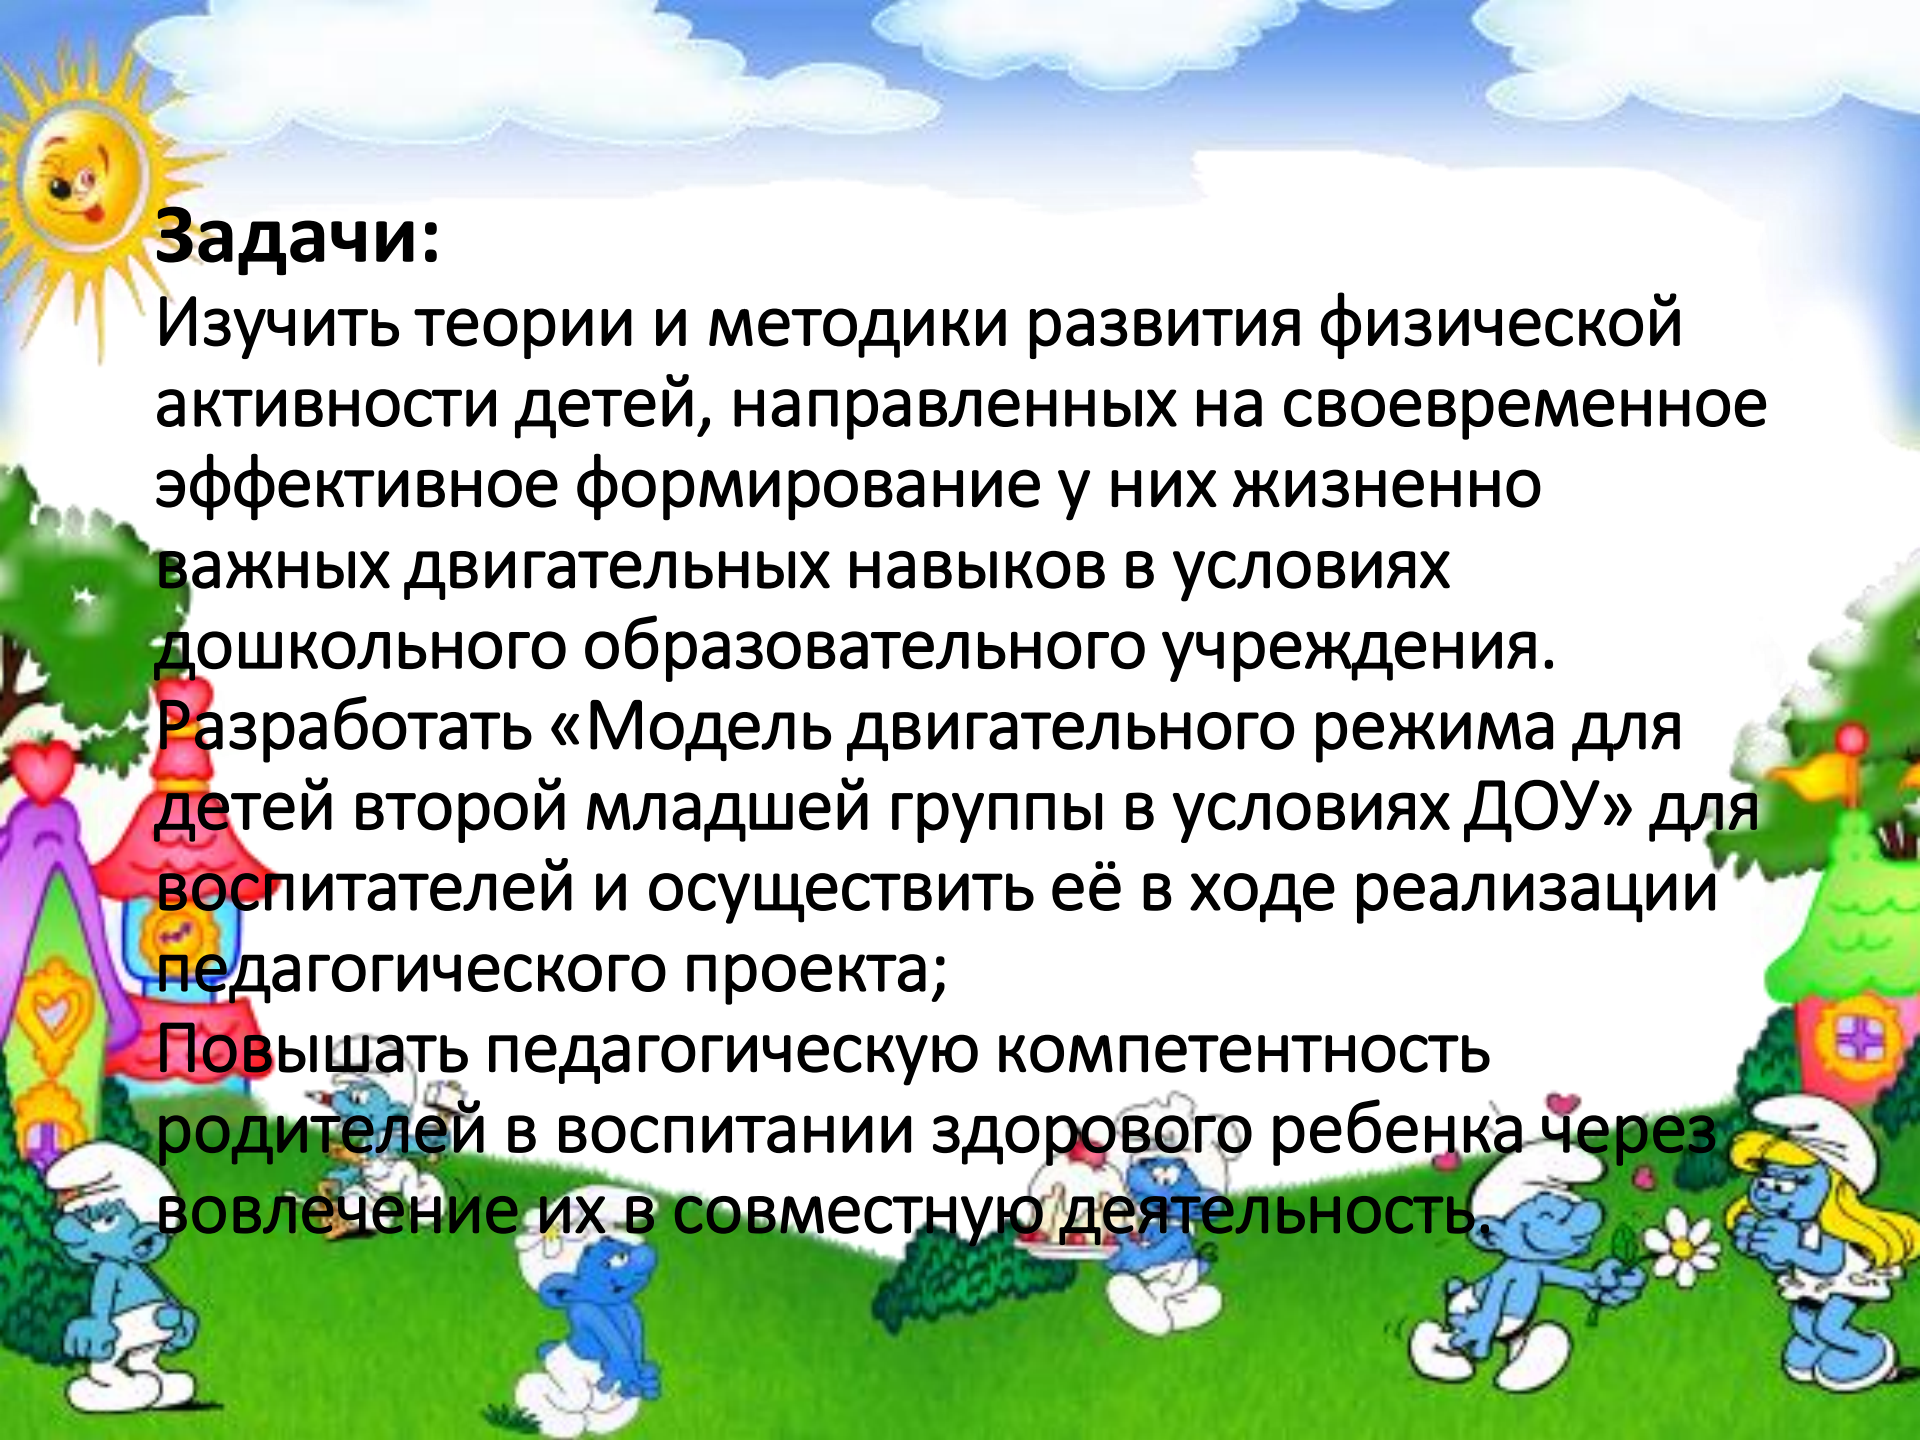 Задачи:
Изучить теории и методики развития физической
активности детей, направленных на своевременное
эффективное формирование у них жизненно
важных двигательных навыков в условиях
дошкольного образовательного учреждения.
Разработать «Модель двигательного режима для
детей второй младшей группы в условиях ДОУ» для
воспитателей и осуществить её в ходе реализации
педагогического проекта;
Повышать педагогическую компетентность
родителей в воспитании здорового ребенка через
вовлечение их в совместную деятельность.